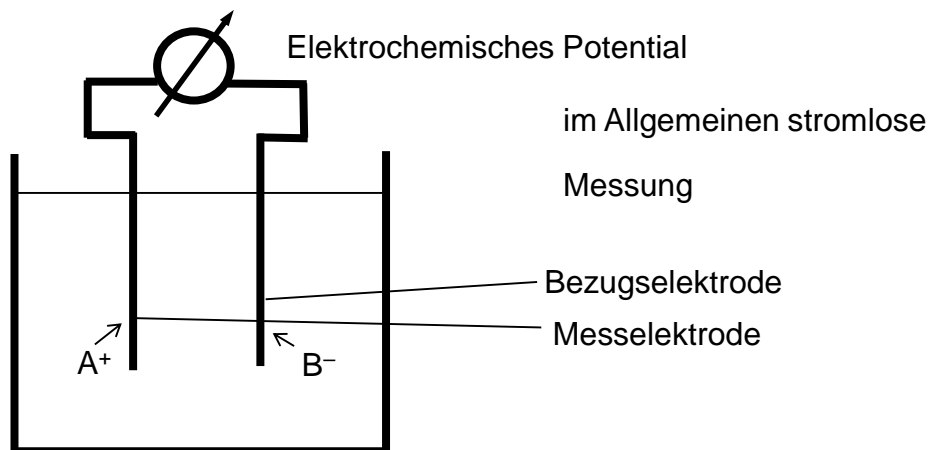 Elektrochemisches Potential
im Allgemeinen stromlose
Messung
Bezugselektrode
Messelektrode
A⁺
B⁻